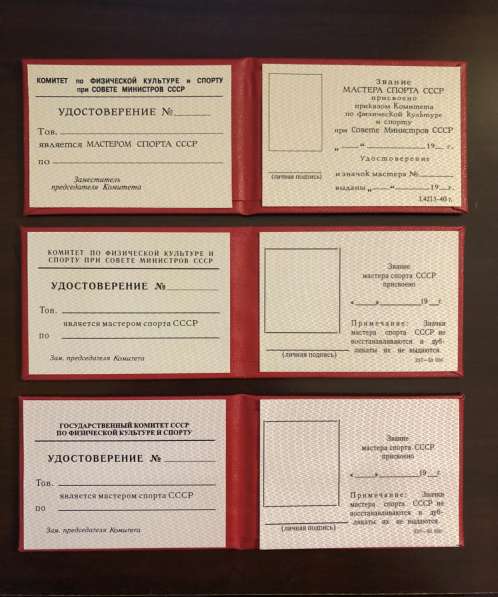 КОМИТЕТ по ФИЗИЧЕСКОЙ КУЛЬТУРЕ и СПОРТУ
при СОВЕТЕ МИНИСТРОВ СССР
УДОСТОВЕРЕНИЕ №
Тов.
является МАСТЕРОМ СПОРТА СССР
по
Заместитель
председателя Комитета
(личная подпись)
Звание
МАСТЕРА СПОРТА СССР
присвоено
приказом Комитета
по физической культуре
и спорту
при Совете Министров СССР
„ “ 19 г.
Удостоверение
и значок мастера №
выданы „ “ 19 г.
КОМИТЕТ ПО ФИЗИЧЕСКОЙ КУЛЬТУРЕ И
СПОРТУ ПРИ СОВЕТЕ МИНИСТРОВ СССР
УДОСТОВЕРЕНИЕ №
Тов.
является мастером спорта СССР
по
Зам. председателя Комитета
(личная подпись)
Звание
мастера спорта СССР
присвоено
« » 19 г.
Примечание: Значки
мастера спорта СССР не
восстанавливаются и дуб-
ликаты их не выдаются.
ГОСУДАРСТВЕННЫЙ КОМИТЕТ СССР
ПО ФИЗИЧЕСКОЙ КУЛЬТУРЕ И СПОРТУ
УДОСТОВЕРЕНИЕ №
Тов.
является мастером спорта СССР
по
Зам. председателя Комитета
(личная подпись)
Звание
мастера спорта СССР
присвоено
« » 19 г.
Примечание: Значки
мастера спорта СССР не
восстанавливаются и дуб-
ликаты их не выдаются.